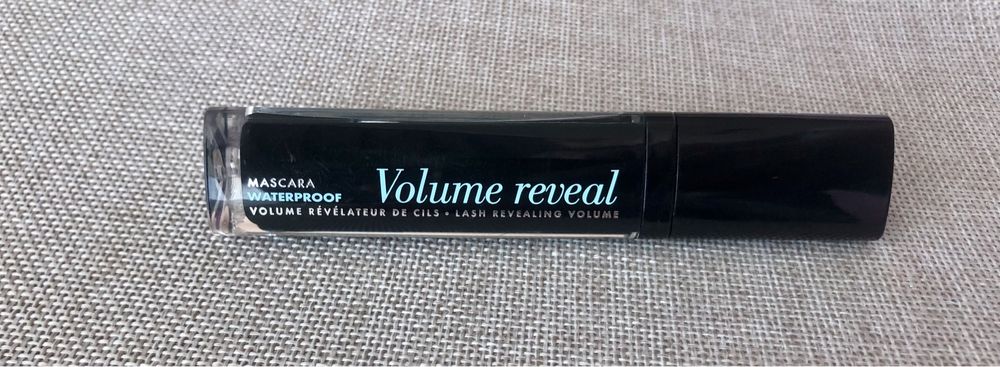 MASCARA
WATERPROOF
Volume reveal
VOLUME RÉVÉLATEUR DE CILS • LASH REVEALING VOLUME